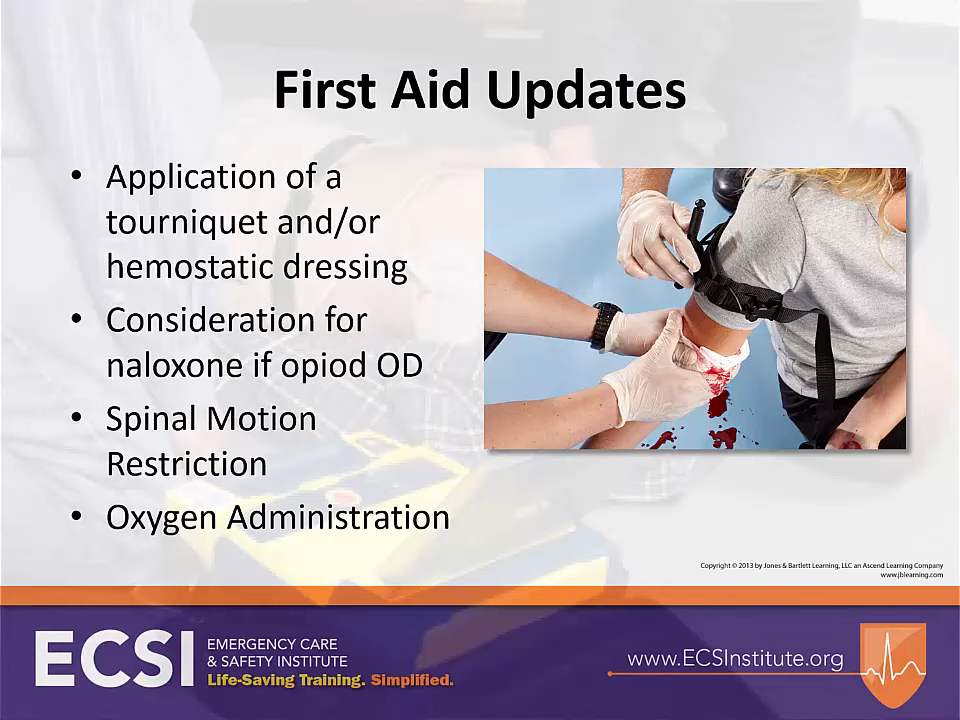 First Aid Updates
• Application of a
tourniquet and/or
hemostatic dressing
• Consideration for
naloxone if opiod OD
• Spinal Motion
Restriction
• Oxygen Administration
Copyright © 2013 by Jones & Bartlett Learning, LLC an Ascend Learning Company
www.jblearning.com
ECSI
EMERGENCY CARE
& SAFETY INSTITUTE
Life-Saving Training. Simplified.
www.ECSInstitute.org